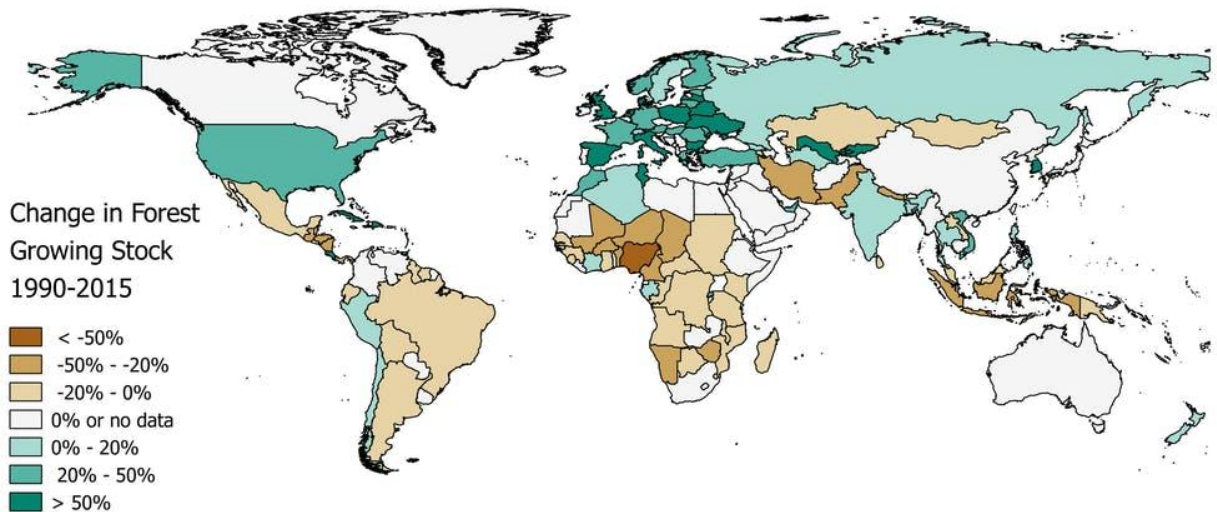 Change in Forest
Growing Stock
1990-2015
< -50%
-50% - -20%
-20% - 0%
0% or no data
0% - 20%
20% - 50%
> 50%